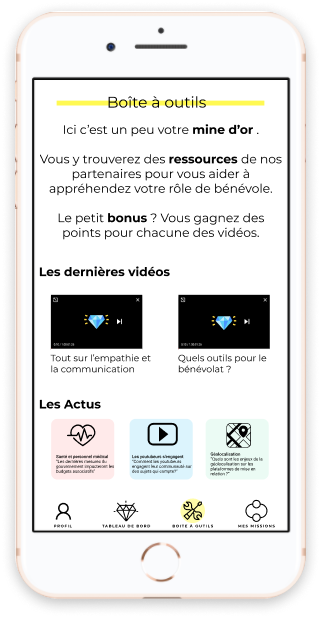 Boîte à outils
Ici c'est un peu votre mine d'or .
Vous y trouverez des ressources de nos
partenaires pour vous aider à
appréhendez votre rôle de bénévole.
Le petit bonus ? Vous gagnez des
points pour chacune des vidéos.
Les dernières vidéos
Tout sur l'empathie et
la communication
Quels outils pour le
bénévolat ?
Les Actus
Santé et personnel médical
"Les dernières mesures du
gouvernement impacteront les
budgets associatifs"
Les youtubeurs s'engagent
"Comment les youtubeurs
engagent leur communauté sur
des sujets qui compte?"
Géolocalisation
"Quels sont les enjeux de la
géolocalisation sur les
plateformes de mise en
relation ?"
PROFIL
TABLEAU DE BORD
BOITE À OUTILS
MES MISSIONS